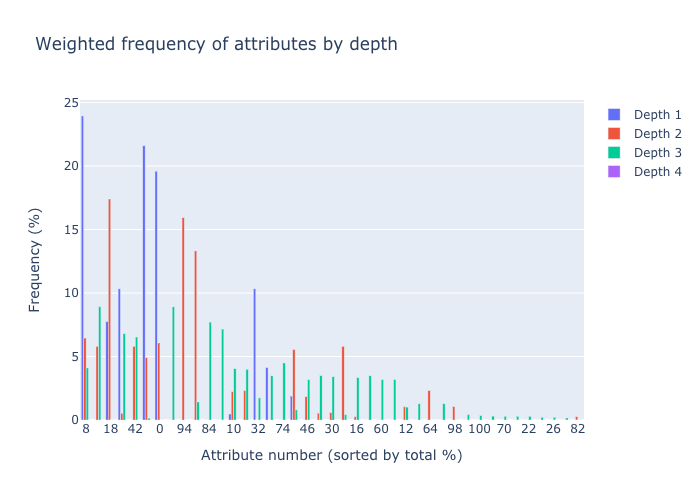 Weighted frequency of attributes by depth
25
20
15
10
5
0
Frequency (%)
8 18 42 0 94 84 10 32 74 46 30 16 60 12 64 98 100 70 22 26 82
Attribute number (sorted by total %)
Depth 1
Depth 2
Depth 3
Depth 4